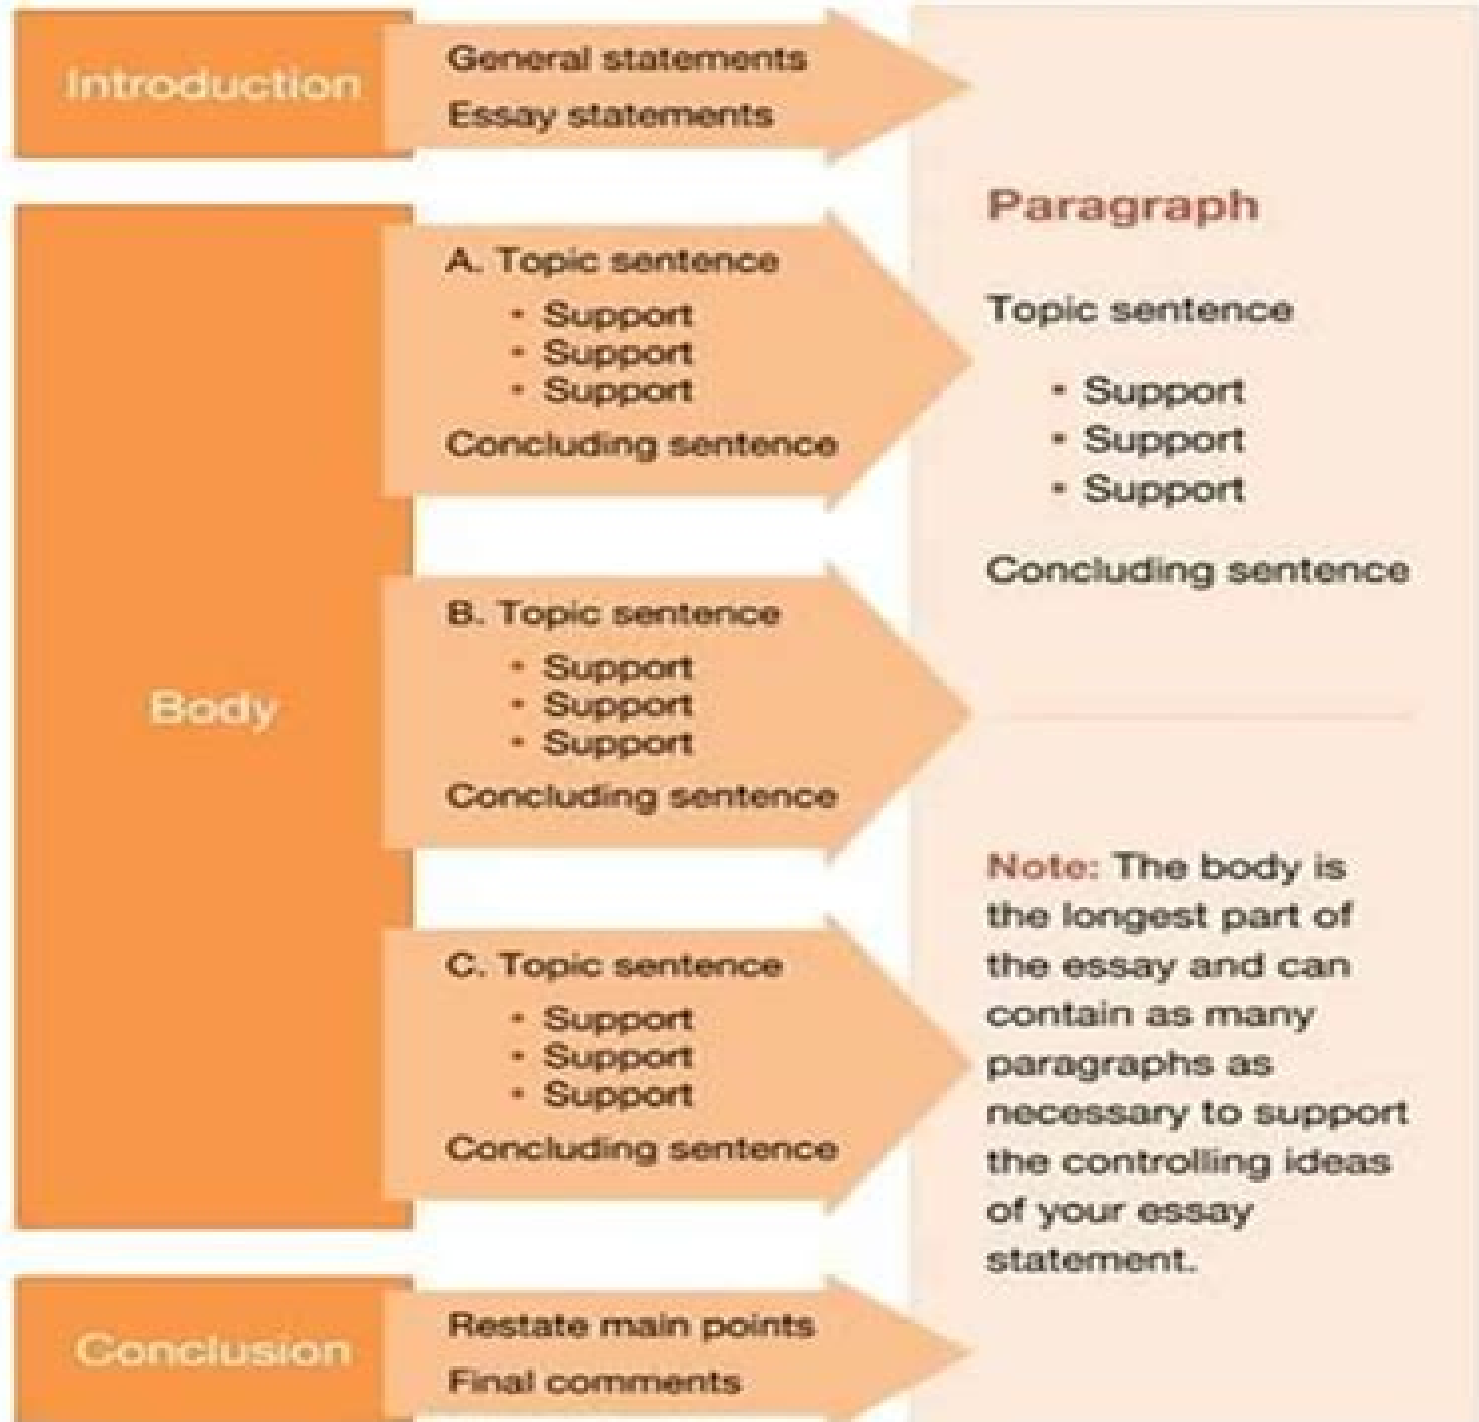 Introduction
General statements
Essay statements
Body
A. Topic sentence
• Support
• Support
• Support
Concluding sentence
B. Topic sentence
• Support
• Support
• Support
Concluding sentence
C. Topic sentence
• Support
• Support
• Support
Concluding sentence
Conclusion
Restate main points
Final comments
Paragraph
Topic sentence
• Support
• Support
• Support
Concluding sentence
Note: The body is
the longest part of
the essay and can
contain as many
paragraphs as
necessary to support
the controlling ideas
of your essay
statement.